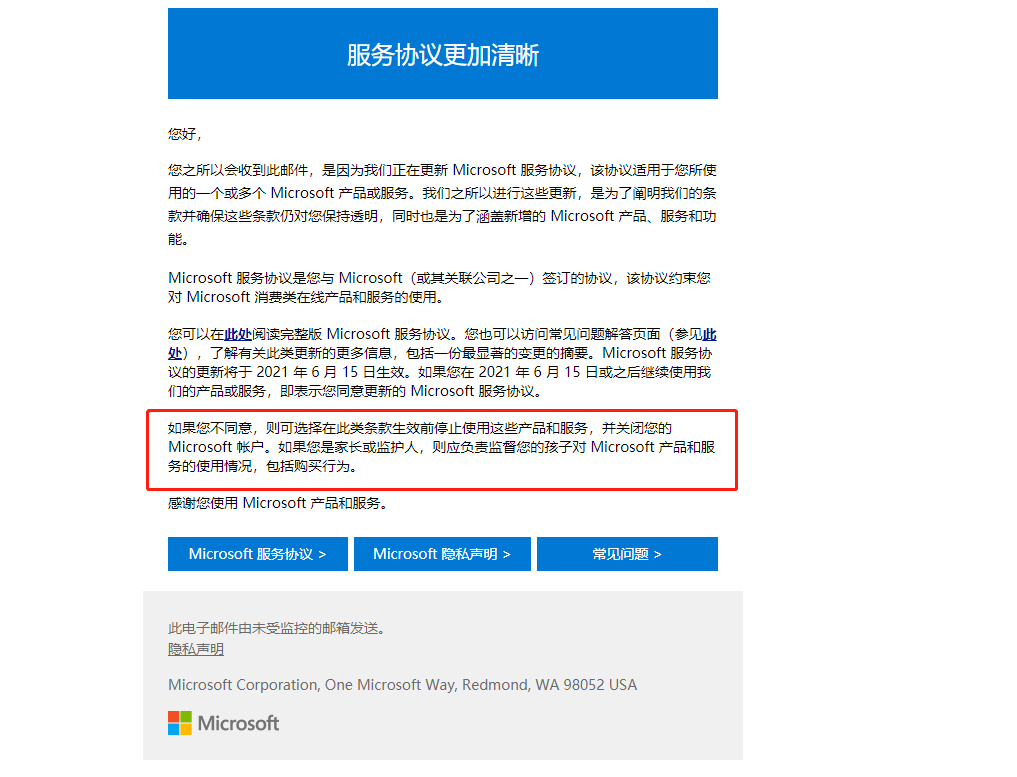 服务协议更加清晰
您好，
您之所以会收到此邮件，是因为我们正在更新 Microsoft 服务协议，该协议适用于您所使
用的一个或多个 Microsoft 产品或服务。我们之所以进行这些更新，是为了阐明我们的条
款并确保这些条款仍对您保持透明，同时也是为了涵盖新增的 Microsoft 产品、服务和功
能。
Microsoft 服务协议是您与 Microsoft（或其关联公司之一）签订的协议，该协议约束您
对 Microsoft 消费类在线产品和服务的使用。
您可以在此处阅读完整版 Microsoft 服务协议。您也可以访问常见问题解答页面（参见此
处），了解有关此类更新的更多信息，包括一份最显著的变更的摘要。Microsoft 服务协
议的更新将于 2021 年 6 月 15 日生效。如果您在 2021 年 6 月 15 日或之后继续使用我
们的产品或服务，即表示您同意更新的 Microsoft 服务协议。
如果您不同意，则可选择在此类条款生效前停止使用这些产品和服务，并关闭您的
Microsoft 帐户。如果您是家长或监护人，则应负责监督您的孩子对 Microsoft 产品和服
务的使用情况，包括购买行为。
感谢您使用 Microsoft 产品和服务。
Microsoft 服务协议 > Microsoft 隐私声明 > 常见问题 >
此电子邮件由未受监控的邮箱发送。
隐私声明
Microsoft Corporation, One Microsoft Way, Redmond, WA 98052 USA
Microsoft